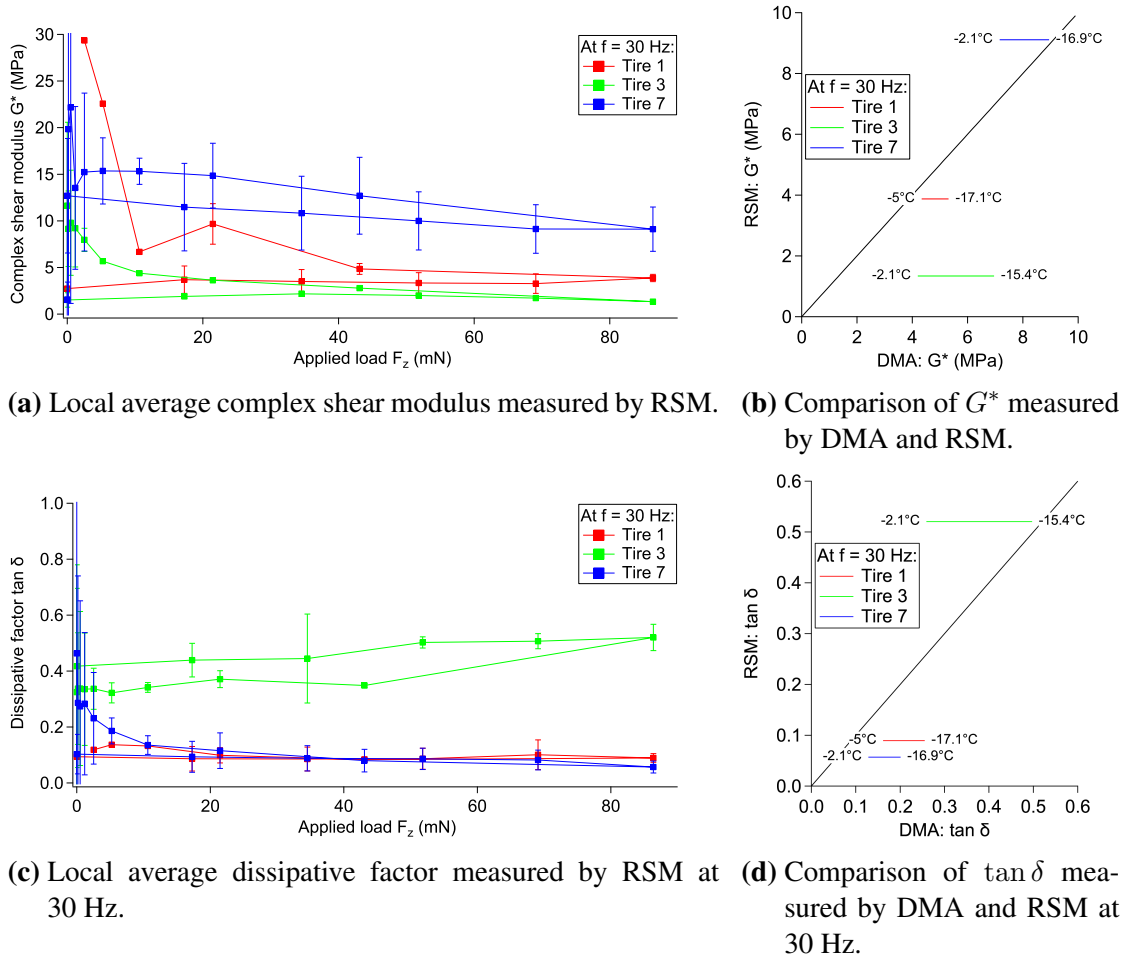 30
25
20
15
10
5
0
Complex shear modulus G* (MPa)
0
20
40
60
80
Applied load Fz (mN)
At f = 30 Hz:
Tire 1
Tire 3
Tire 7
(a) Local average complex shear modulus measured by RSM.
10
8
6
4
2
0
RSM: G* (MPa)
0
2
4
6
8
10
DMA: G* (MPa)
At f = 30 Hz:
Tire 1
Tire 3
Tire 7
-2.1°C
-16.9°C
-5°C
-17.1°C
-2.1°C
-15.4°C
(b) Comparison of G* measured
by DMA and RSM.
1.0
0.8
0.6
0.4
0.2
0.0
Dissipative factor tan δ
0
20
40
60
80
Applied load Fz (mN)
At f = 30 Hz:
Tire 1
Tire 3
Tire 7
(c) Local average dissipative factor measured by RSM at
30 Hz.
0.6
0.5
0.4
0.3
0.2
0.1
0.0
RSM: tan δ
0.0
0.1
0.2
0.3
0.4
0.5
0.6
DMA: tan δ
At f = 30 Hz:
Tire 1
Tire 3
Tire 7
-2.1°C
-15.4°C
-5°C
-17.1°C
-2.1°C
-16.9°C
(d) Comparison of tan δ mea-
sured by DMA and RSM at
30 Hz.